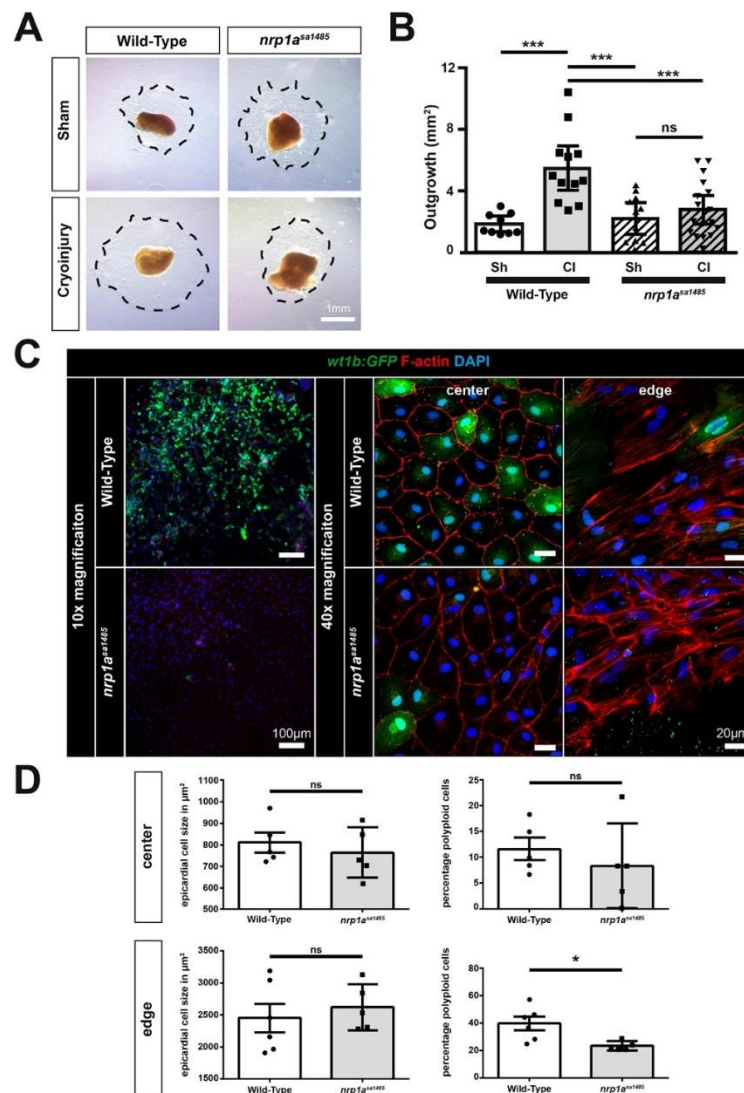 A
Wild-Type
nrp1a^sa1485
Sham
Cryoinjury
1mm
B
Outgrowth (mm²)
12
8
4
0
***
***
***
ns
Sh
CI
Sh
CI
Wild-Type
nrp1a^sa1485
C
wt1b:GFP F-actin DAPI
10x magnificaiton
Wild-Type
nrp1a^sa1485
100µm
40x magnificaiton
Wild-Type
nrp1a^sa1485
center
edge
20µm
D
center
epicardial cell size in µm²
1100
1000
900
800
700
600
500
ns
Wild-Type
nrp1a^sa1485
percentage polyploid cells
25
20
15
10
5
0
ns
Wild-Type
nrp1a^sa1485
edge
epicardial cell size in µm²
3500
3000
2500
2000
1500
ns
Wild-Type
nrp1a^sa1485
percentage polyploid cells
80
60
40
20
0
*
Wild-Type
nrp1a^sa1485